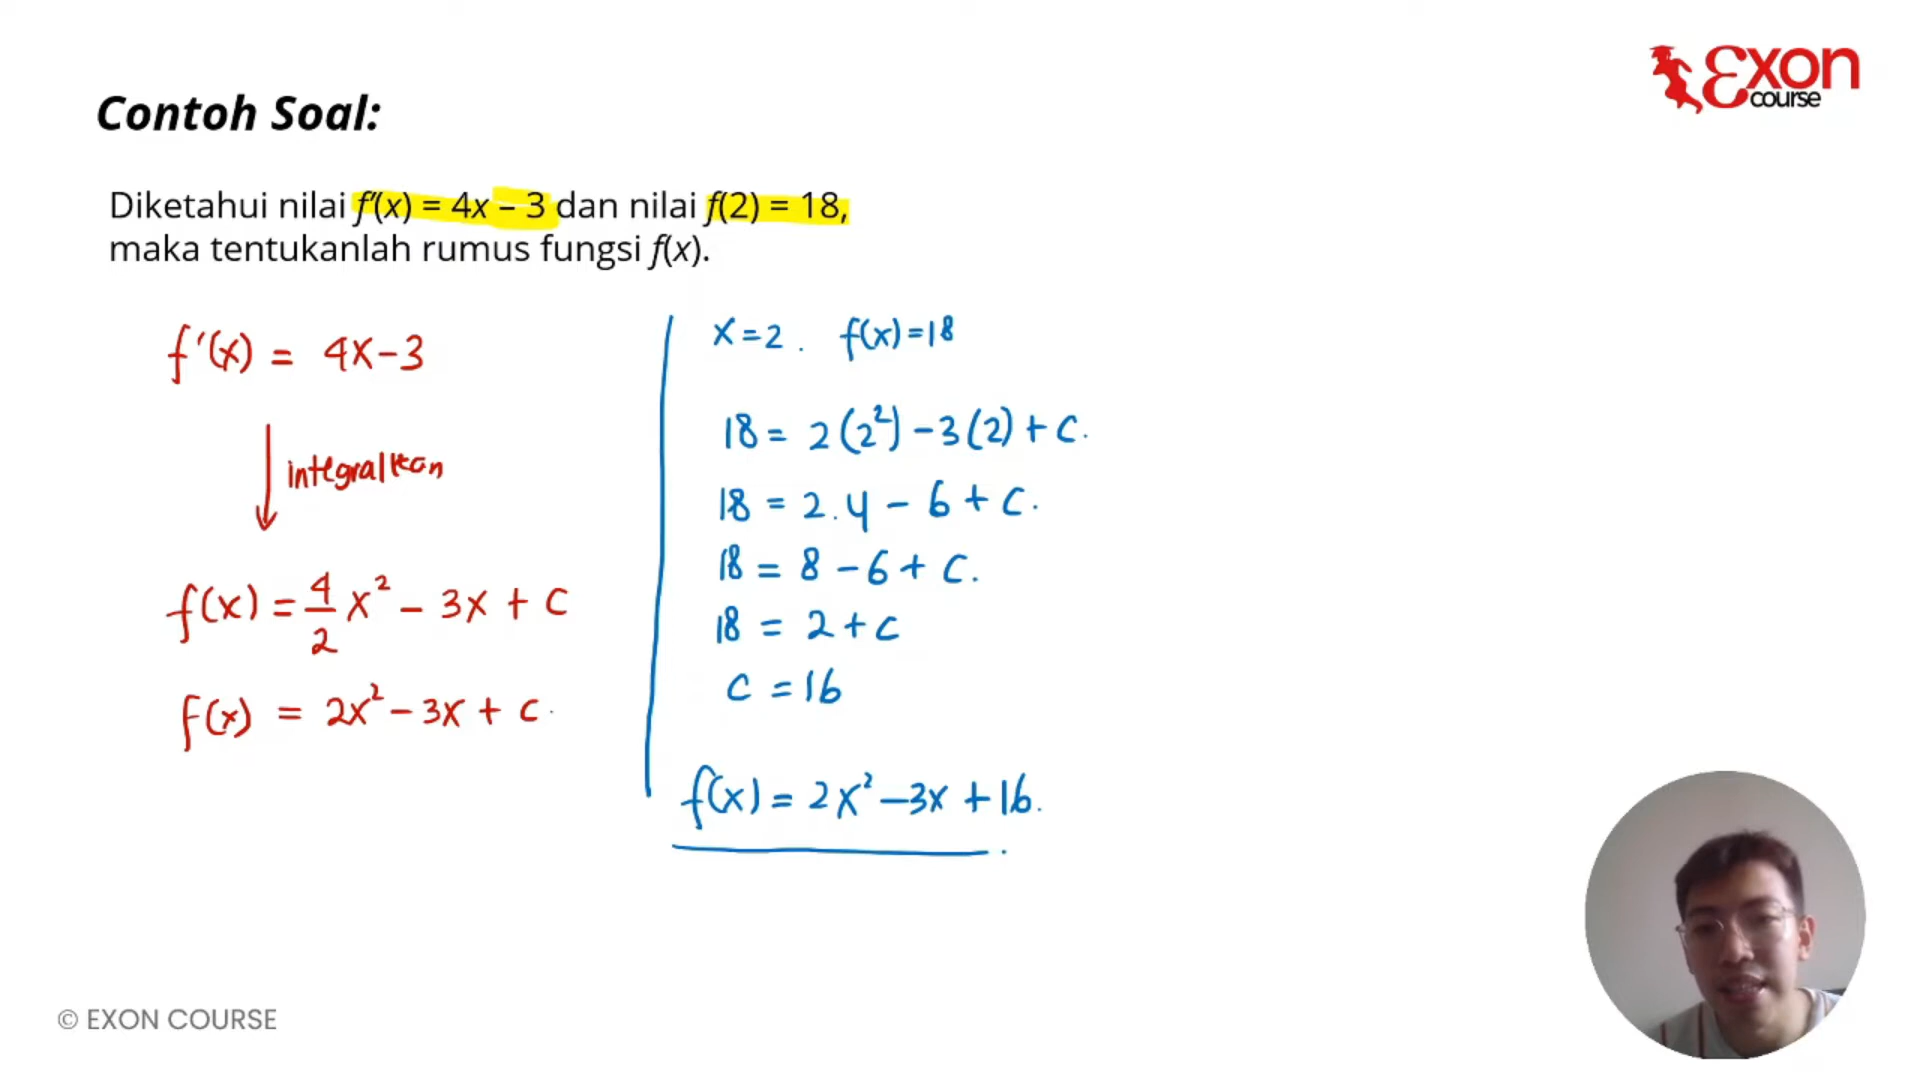 Exon
course
Contoh Soal:
Diketahui nilai f'(x) = 4x – 3 dan nilai f(2) = 18,
maka tentukanlah rumus fungsi f(x).
f'(x) = 4x-3
integralkan
f(x) = 4/2 x² - 3x + C
f(x) = 2x² - 3x + c.
x=2. f(x)=18
18 = 2(2²) - 3(2) + C.
18 = 2.4 - 6 + C.
18 = 8 - 6 + C.
18 = 2 + c
c = 16
f(x) = 2x² - 3x + 16.
© EXON COURSE